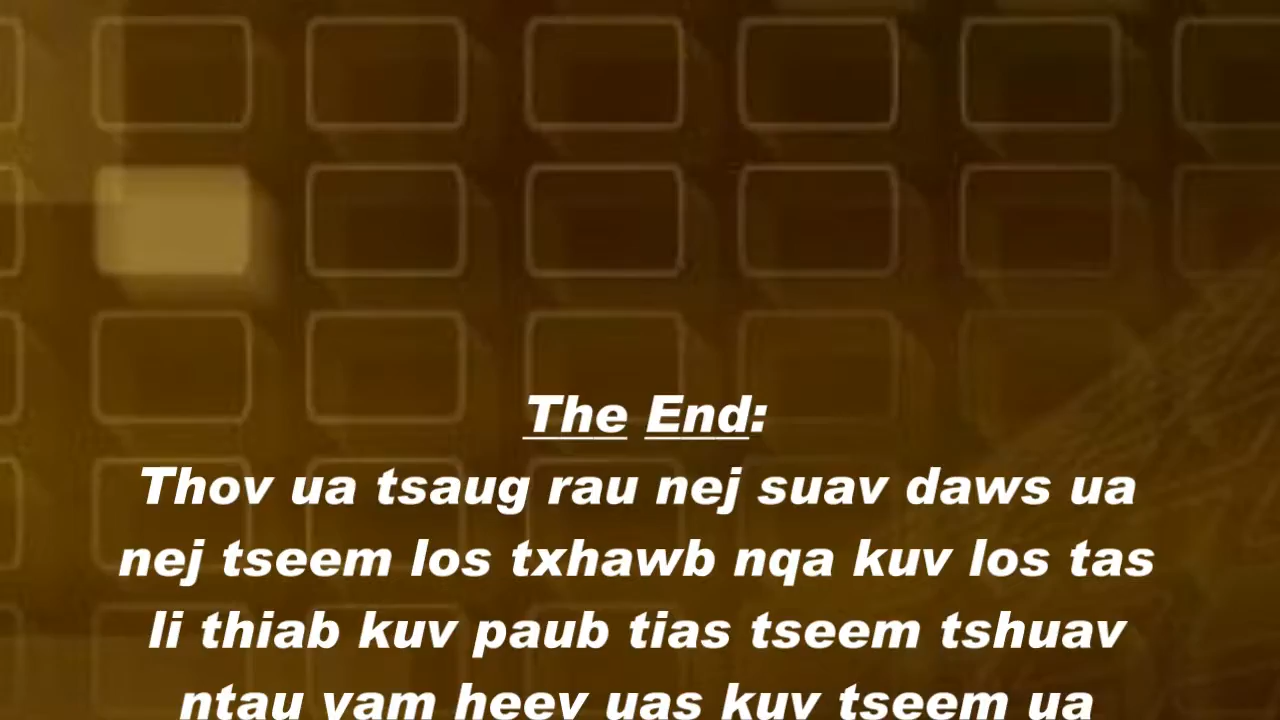 The End:
Thov ua tsaug rau nej suav daws ua
nej tseem los txhawb nqa kuv los tas
li thiab kuv paub tias tseem tshuav
ntau yam heev uas kuv tseem ua